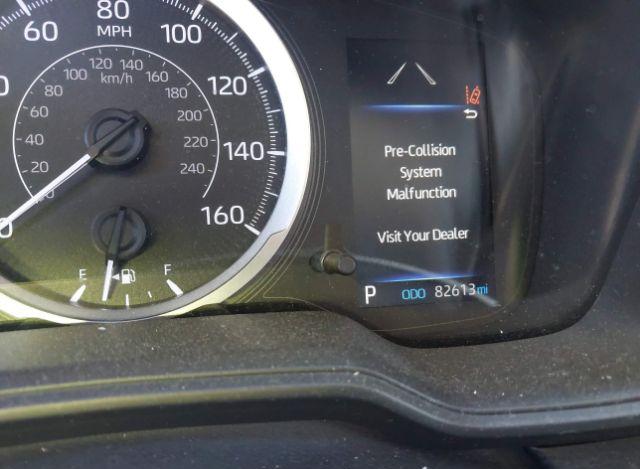 60 80 100
MPH
120
140
160
120
100 140
km/h
80 160
60 180
40 200
20 220
240
E F
Pre-Collision
System
Malfunction
Visit Your Dealer
P ODO 82613 mi